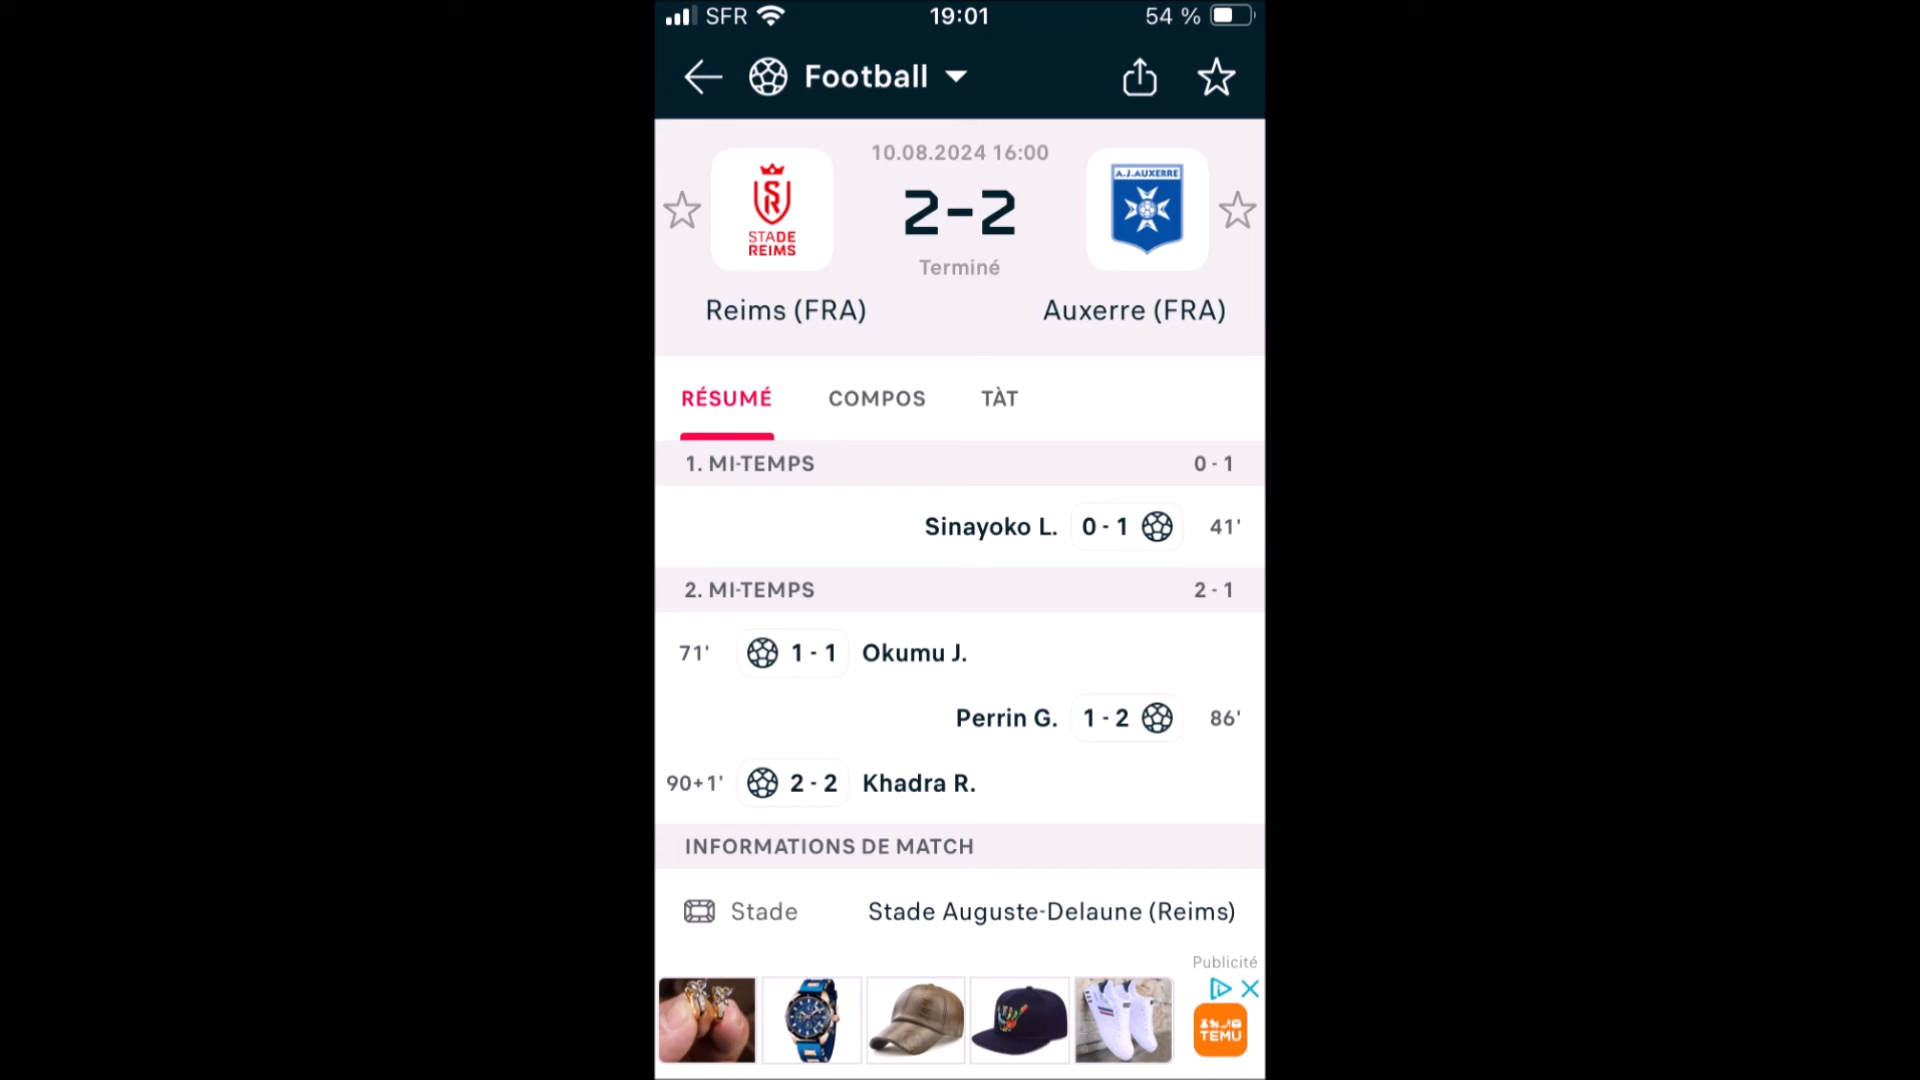 SFR 19:01 54 %
Football
10.08.2024 16:00
STADE
REIMS
2-2
A.J.AUXERRE
Terminé
Reims (FRA) Auxerre (FRA)
RÉSUMÉ COMPOS TÀT
1. MI-TEMPS 0 - 1
Sinayoko L. 0 - 1 41'
2. MI-TEMPS 2 - 1
71' 1 - 1 Okumu J.
Perrin G. 1 - 2 86'
90+1' 2 - 2 Khadra R.
INFORMATIONS DE MATCH
Stade Stade Auguste-Delaune (Reims)
Publicité
TEMU